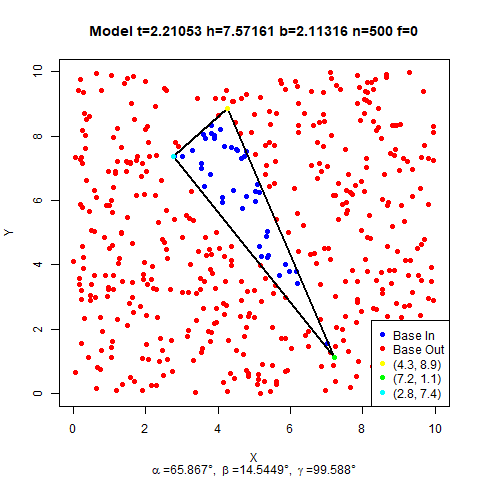 Model t=2.21053 h=7.57161 b=2.11316 n=500 f=0
Y
10
8
6
4
2
0
Base In
Base Out
(4.3, 8.9)
(7.2, 1.1)
(2.8, 7.4)
0 2 4 6 8 10
X
α=65.867°, β=14.5449°, γ=99.588°